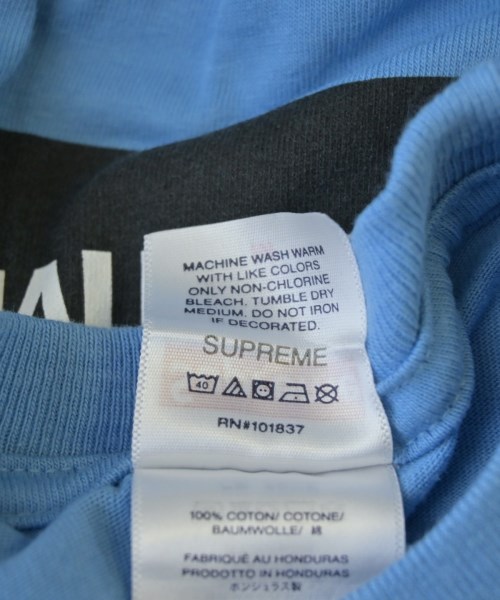 MACHINE WASH WARM
WITH LIKE COLORS
ONLY NON-CHLORINE
BLEACH. TUMBLE DRY
MEDIUM. DO NOT IRON
IF DECORATED.
SUPREME
40
RN#101837
100% COTON/ COTONE/
BAUMWOLLE/ 綿
FABRIQUÉ AU HONDURAS
PRODOTTO IN HONDURAS
ホンジュラス製